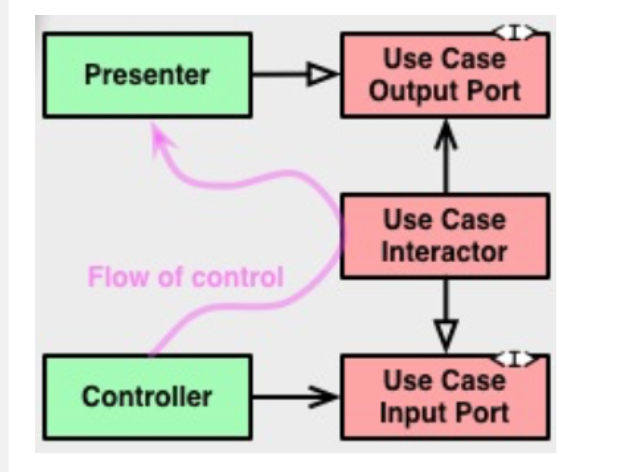 <I>
Presenter
Use Case
Output Port
Use Case
Interactor
Flow of control
<I>
Controller
Use Case
Input Port